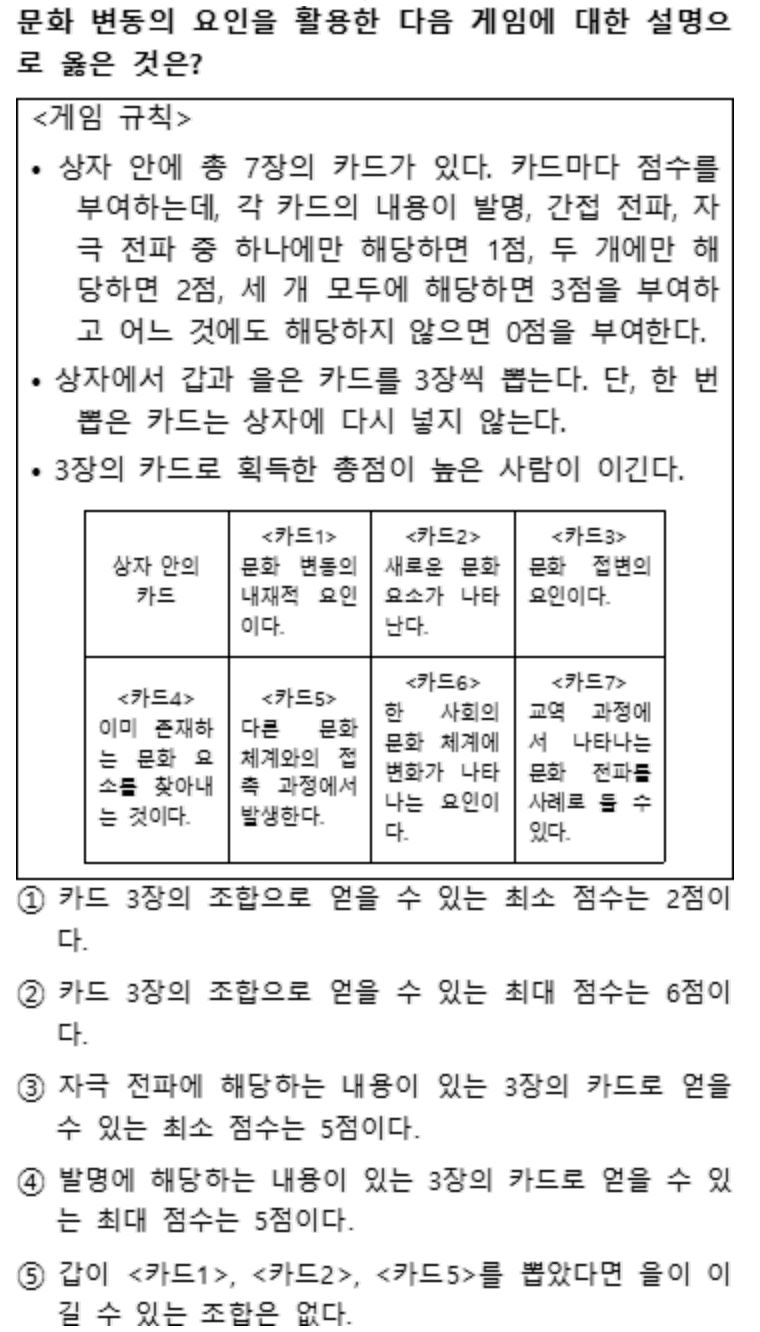 문화 변동의 요인을 활용한 다음 게임에 대한 설명으
로 옳은 것은?
<게임 규칙>
• 상자 안에 총 7장의 카드가 있다. 카드마다 점수를
부여하는데, 각 카드의 내용이 발명, 간접 전파, 자
극 전파 중 하나에만 해당하면 1점, 두 개에만 해
당하면 2점, 세 개 모두에 해당하면 3점을 부여하
고 어느 것에도 해당하지 않으면 0점을 부여한다.
• 상자에서 갑과 을은 카드를 3장씩 뽑는다. 단, 한 번
뽑은 카드는 상자에 다시 넣지 않는다.
• 3장의 카드로 획득한 총점이 높은 사람이 이긴다.
상자 안의
카드
<카드1>
문화 변동의
내재적 요인
이다.
<카드2>
새로운 문화
요소가 나타
난다.
<카드3>
문화 접변의
요인이다.
<카드4>
이미 존재하
는 문화 요
소를 찾아내
는 것이다.
<카드5>
다른 문화
체계와의 접
촉 과정에서
발생한다.
<카드6>
한 사회의
문화 체계에
변화가 나타
나는 요인이
다.
<카드7>
교역 과정에
서 나타나는
문화 전파를
사례로 들 수
있다.
① 카드 3장의 조합으로 얻을 수 있는 최소 점수는 2점이
다.
② 카드 3장의 조합으로 얻을 수 있는 최대 점수는 6점이
다.
③ 자극 전파에 해당하는 내용이 있는 3장의 카드로 얻을
수 있는 최소 점수는 5점이다.
④ 발명에 해당하는 내용이 있는 3장의 카드로 얻을 수 있
는 최대 점수는 5점이다.
⑤ 갑이 <카드1>, <카드2>, <카드5>를 뽑았다면 을이 이
길 수 있는 조합은 없다.